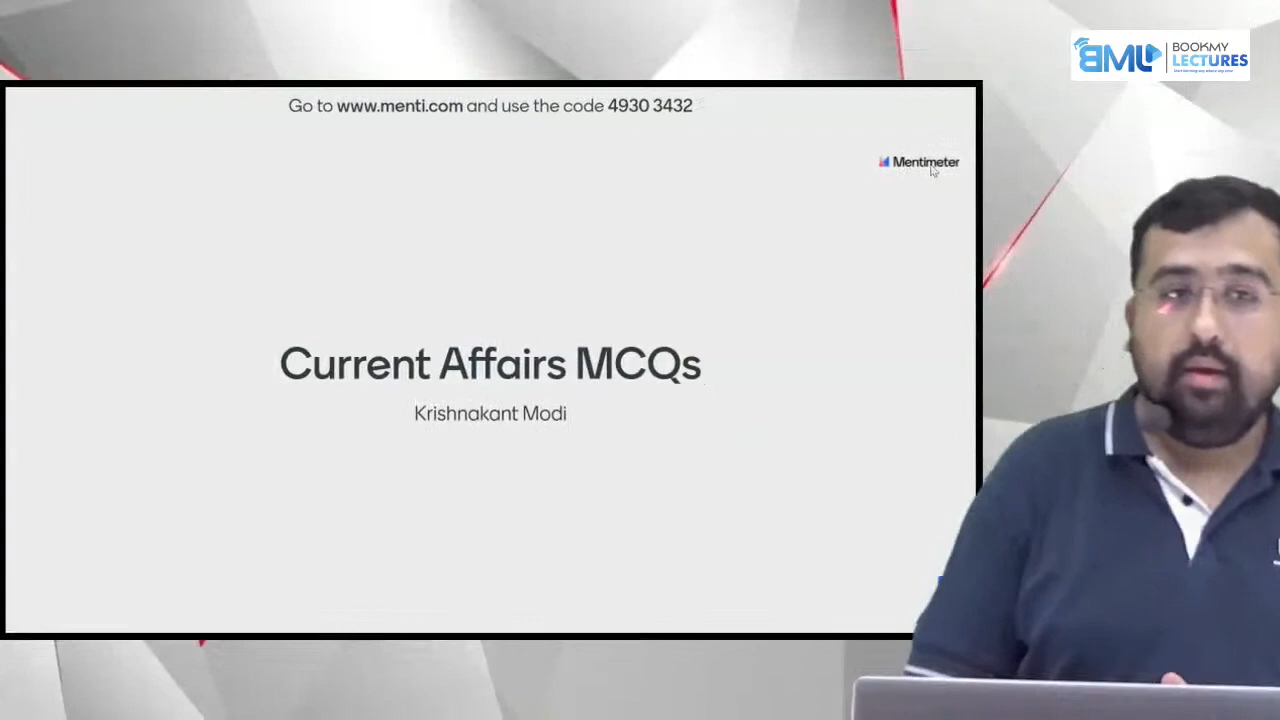 BML
BOOKMY
LECTURES
Go to www.menti.com and use the code 4930 3432
Mentimeter
Current Affairs MCQs
Krishnakant Modi